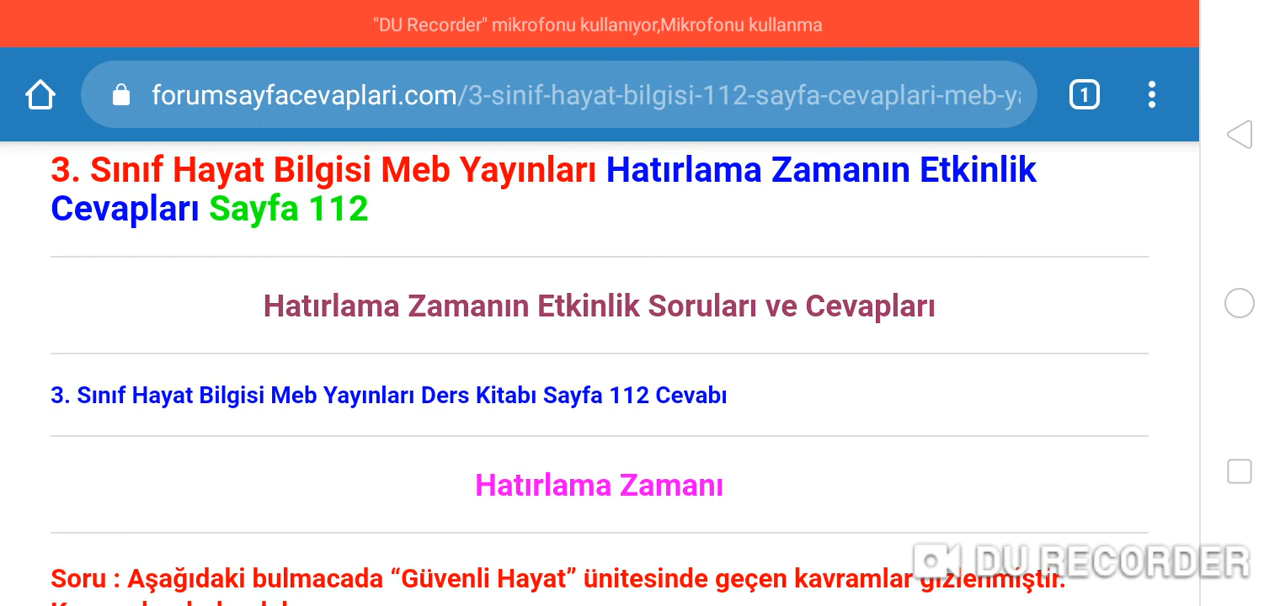 "DU Recorder" mikrofonu kullanıyor,Mikrofonu kullanma
forumsayfacevaplari.com/3-sinif-hayat-bilgisi-112-sayfa-cevaplari-meb-ya
1
3. Sınıf Hayat Bilgisi Meb Yayınları Hatırlama Zamanın Etkinlik
Cevapları Sayfa 112
Hatırlama Zamanın Etkinlik Soruları ve Cevapları
3. Sınıf Hayat Bilgisi Meb Yayınları Ders Kitabı Sayfa 112 Cevabı
Hatırlama Zamanı
Soru : Aşağıdaki bulmacada “Güvenli Hayat” ünitesinde geçen kavramlar gizlenmiştir.
DU RECORDER